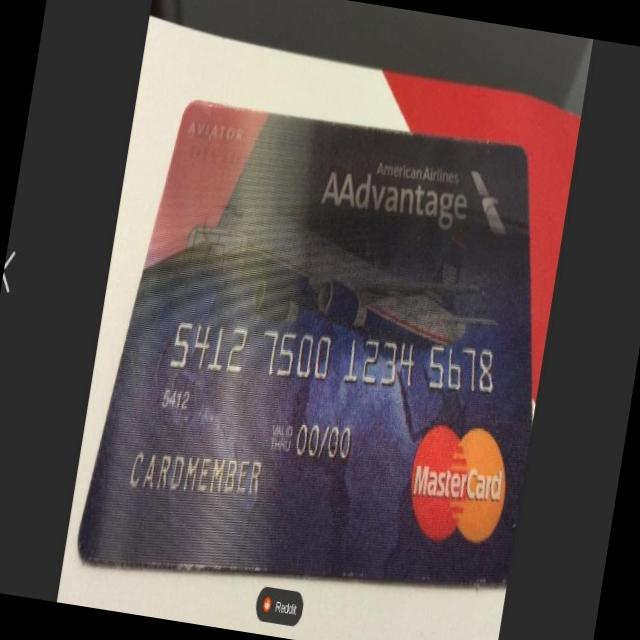 AVIATOR
American Airlines
AAdvantage
5412 7500 1234 5678
5412
VALID THRU 00/00
CARDMEMBER
MasterCard
Reddit